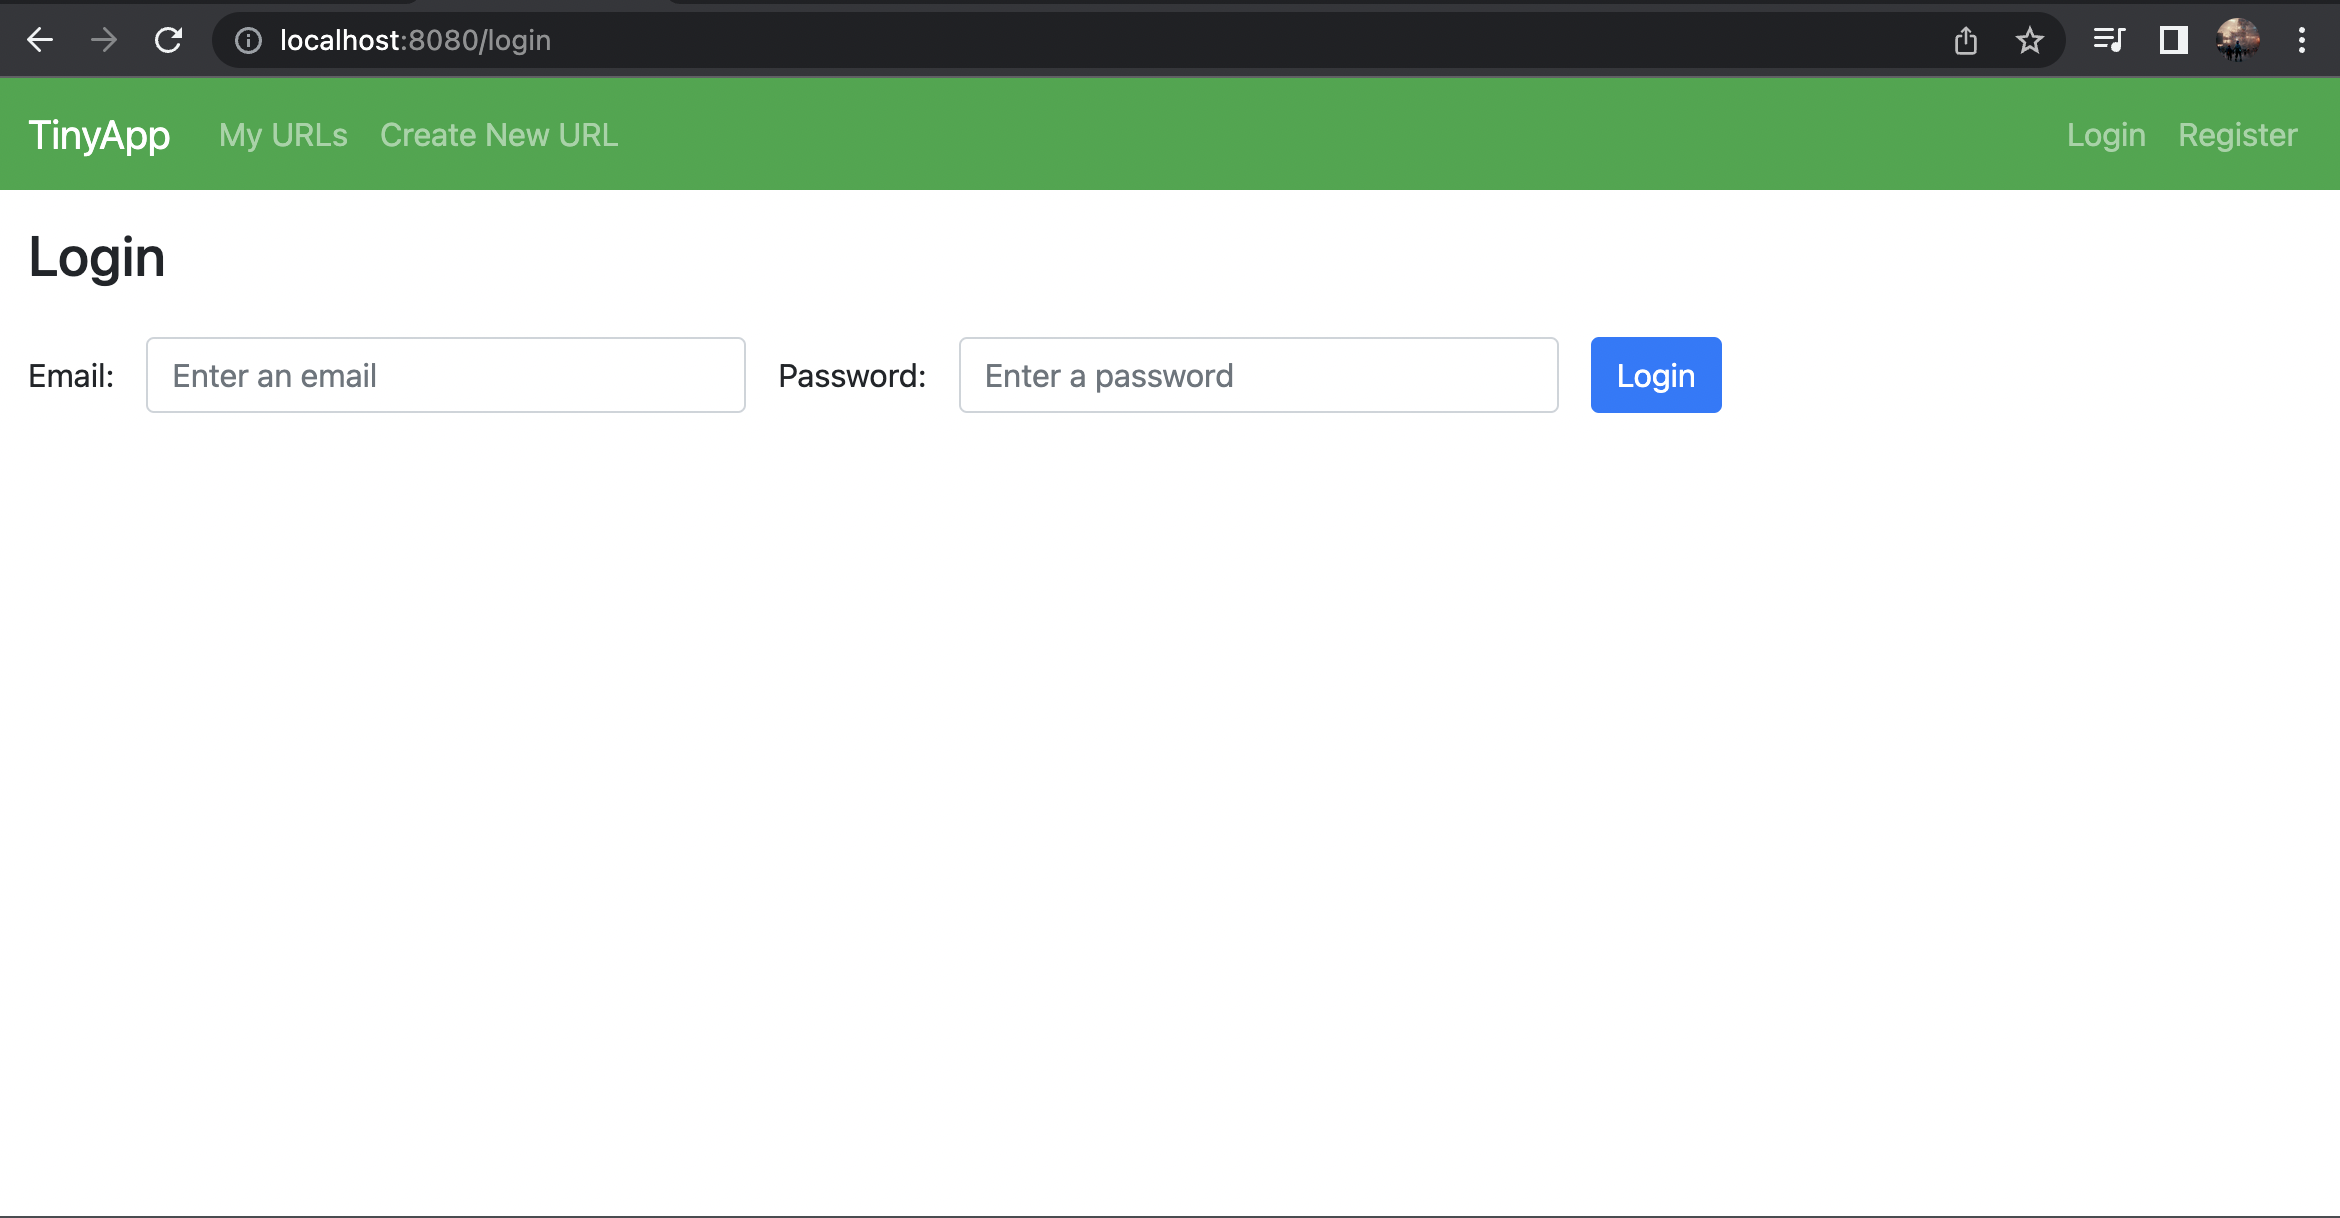 localhost:8080/login
TinyApp My URLs Create New URL Login Register
Login
Email: Enter an email Password: Enter a password Login